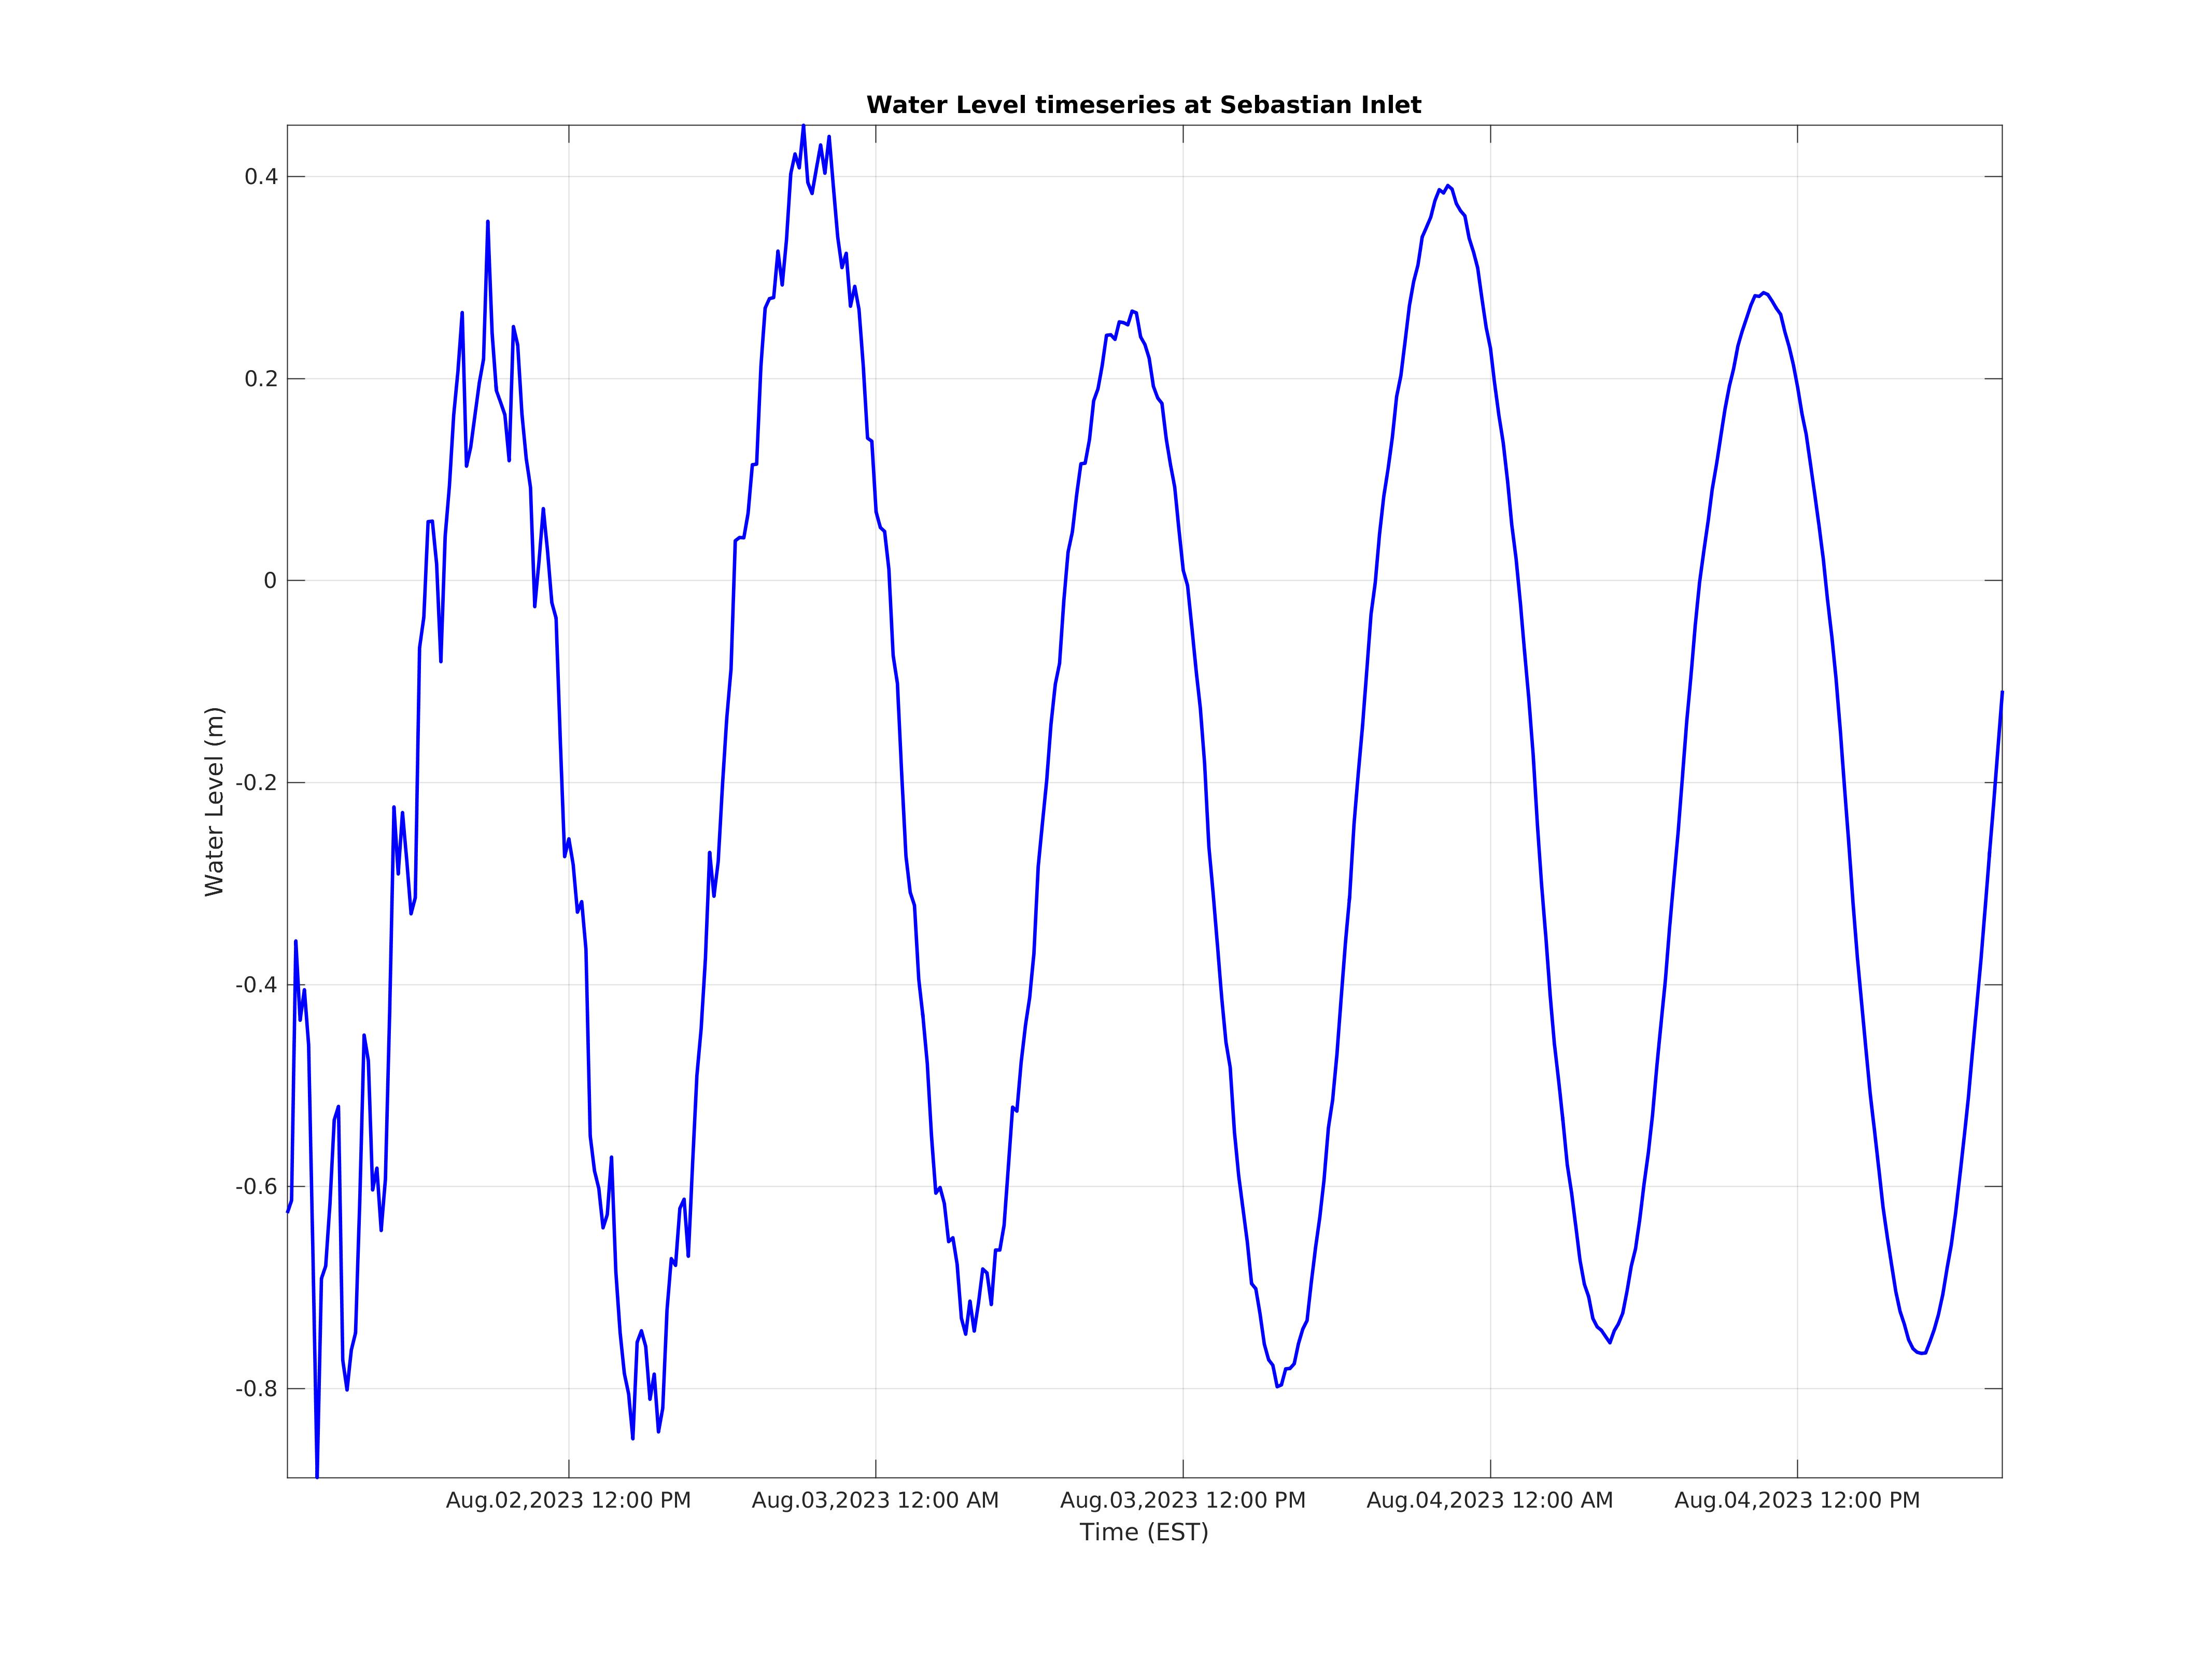 Water Level timeseries at Sebastian Inlet
0.4
0.2
0
-0.2
-0.4
-0.6
-0.8
Water Level (m)
Aug.02,2023 12:00 PM
Aug.03,2023 12:00 AM
Aug.03,2023 12:00 PM
Aug.04,2023 12:00 AM
Aug.04,2023 12:00 PM
Time (EST)